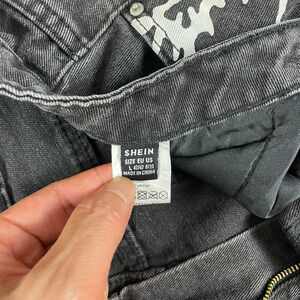 SHEIN
SIZE EU US
L 40/42 8/10
MADE IN CHINA